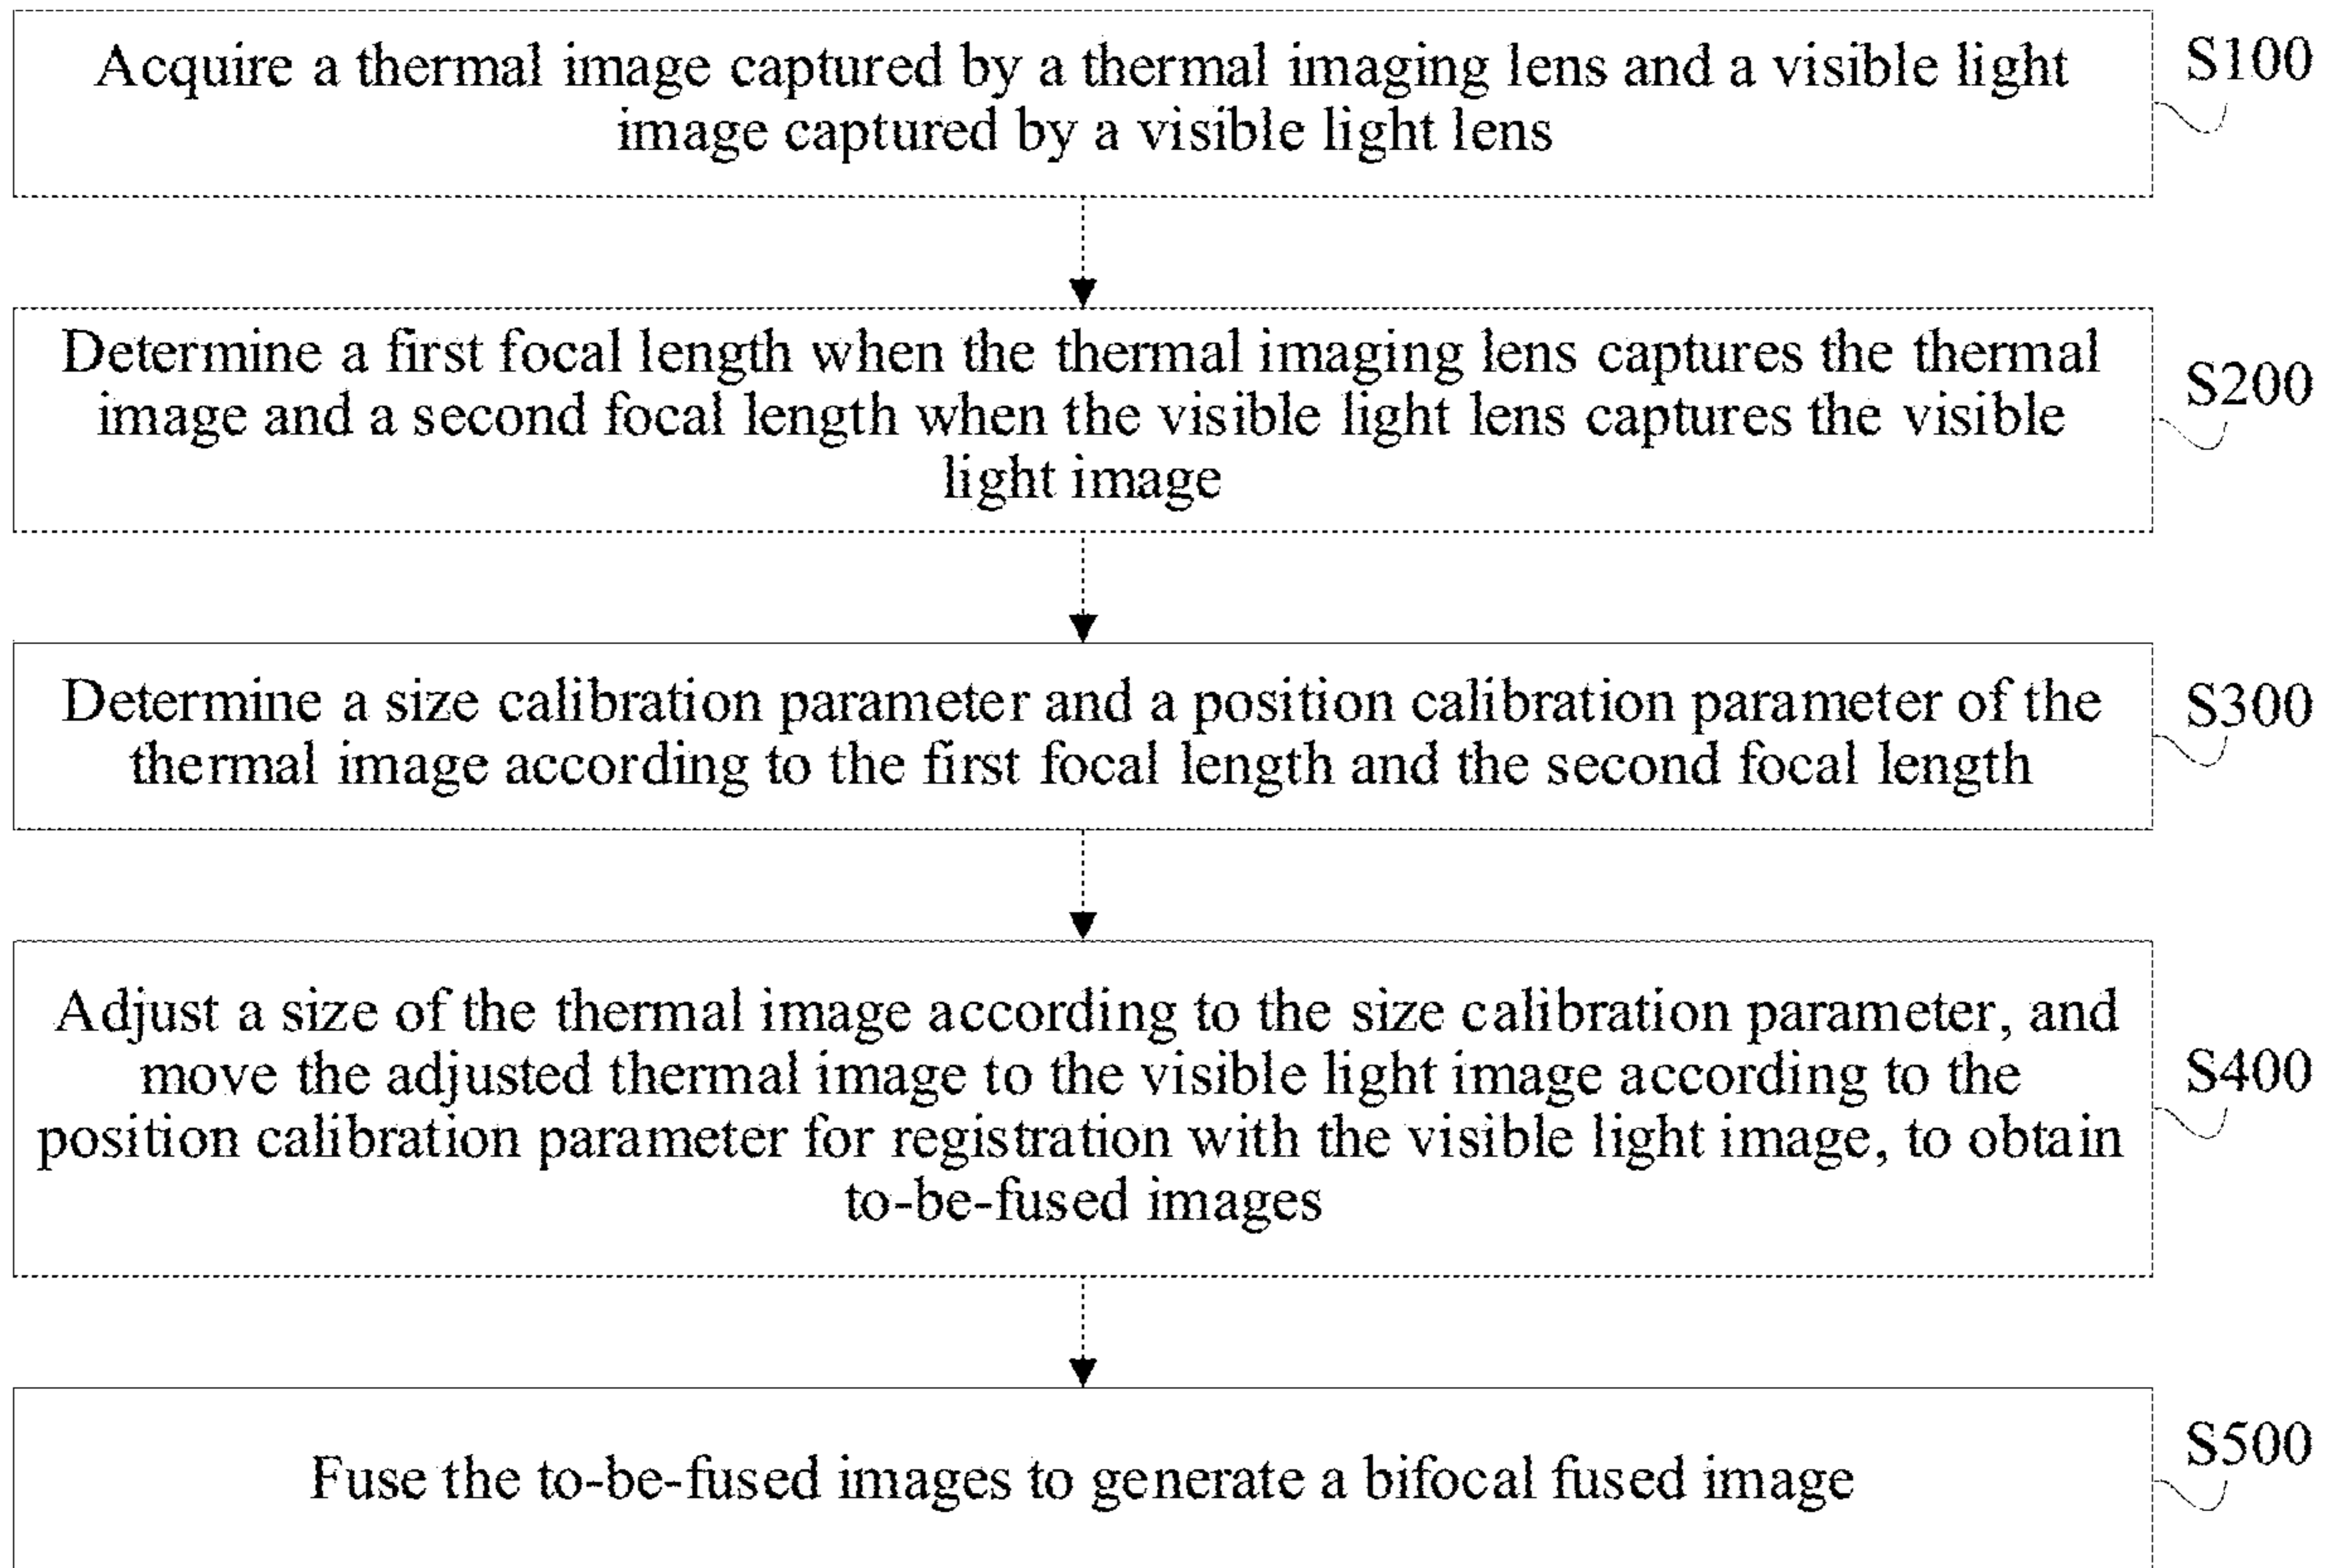 Acquire a thermal image captured by a thermal imaging lens and a visible light
image captured by a visible light lens
S100
Determine a first focal length when the thermal imaging lens captures the thermal
image and a second focal length when the visible light lens captures the visible
light image
S200
Determine a size calibration parameter and a position calibration parameter of the
thermal image according to the first focal length and the second focal length
S300
Adjust a size of the thermal image according to the size calibration parameter, and
move the adjusted thermal image to the visible light image according to the
position calibration parameter for registration with the visible light image, to obtain
to-be-fused images
S400
Fuse the to-be-fused images to generate a bifocal fused image
S500